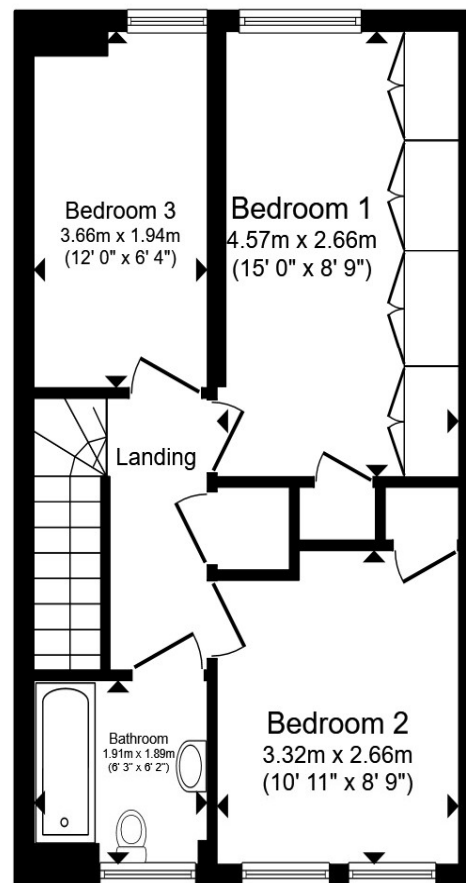 Bedroom 3
3.66m x 1.94m
(12' 0" x 6' 4")
Bedroom 1
4.57m x 2.66m
(15' 0" x 8' 9")
Landing
Bathroom
1.91m x 1.89m
(6' 3" x 6' 2")
Bedroom 2
3.32m x 2.66m
(10' 11" x 8' 9")